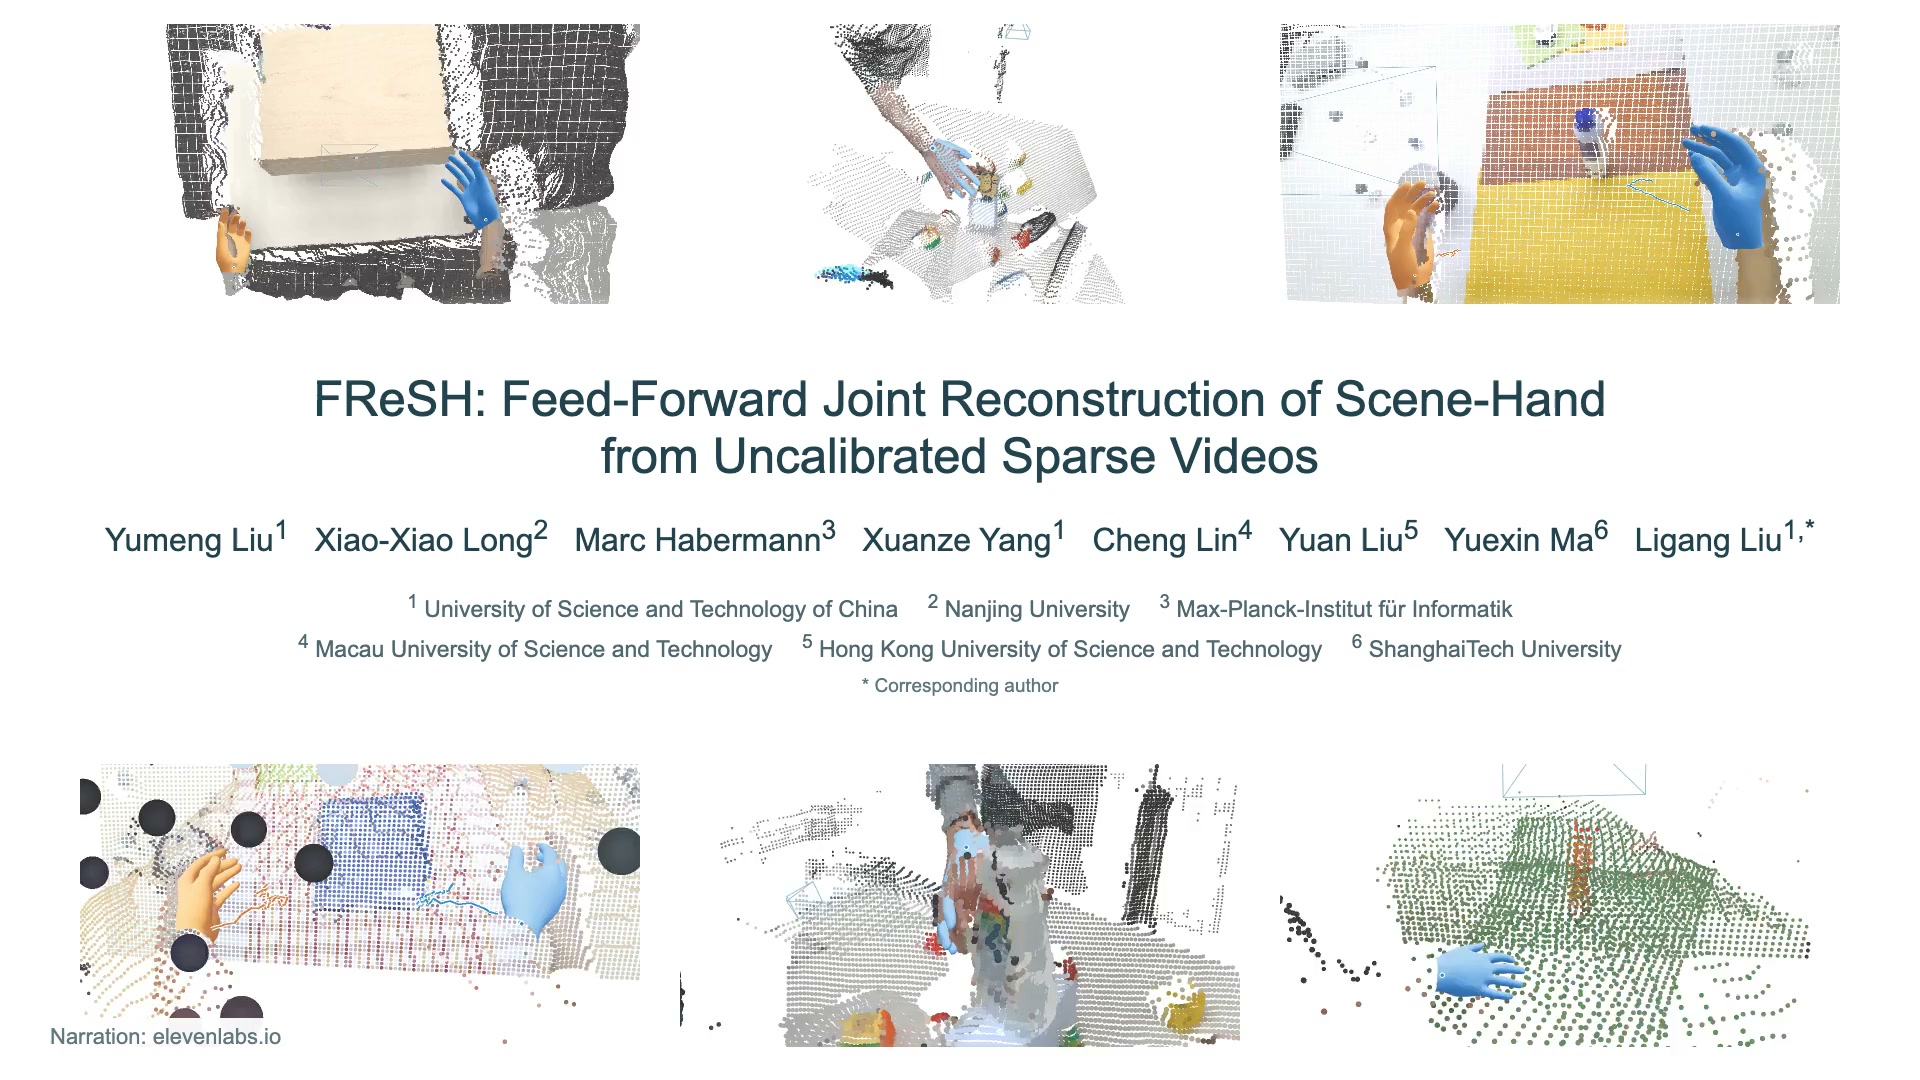 FReSH: Feed-Forward Joint Reconstruction of Scene-Hand
from Uncalibrated Sparse Videos
Yumeng Liu1 Xiao-Xiao Long2 Marc Habermann3 Xuanze Yang1 Cheng Lin4 Yuan Liu5 Yuexin Ma6 Ligang Liu1,*
1 University of Science and Technology of China 2 Nanjing University 3 Max-Planck-Institut für Informatik
4 Macau University of Science and Technology 5 Hong Kong University of Science and Technology 6 ShanghaiTech University
* Corresponding author
Narration: elevenlabs.io